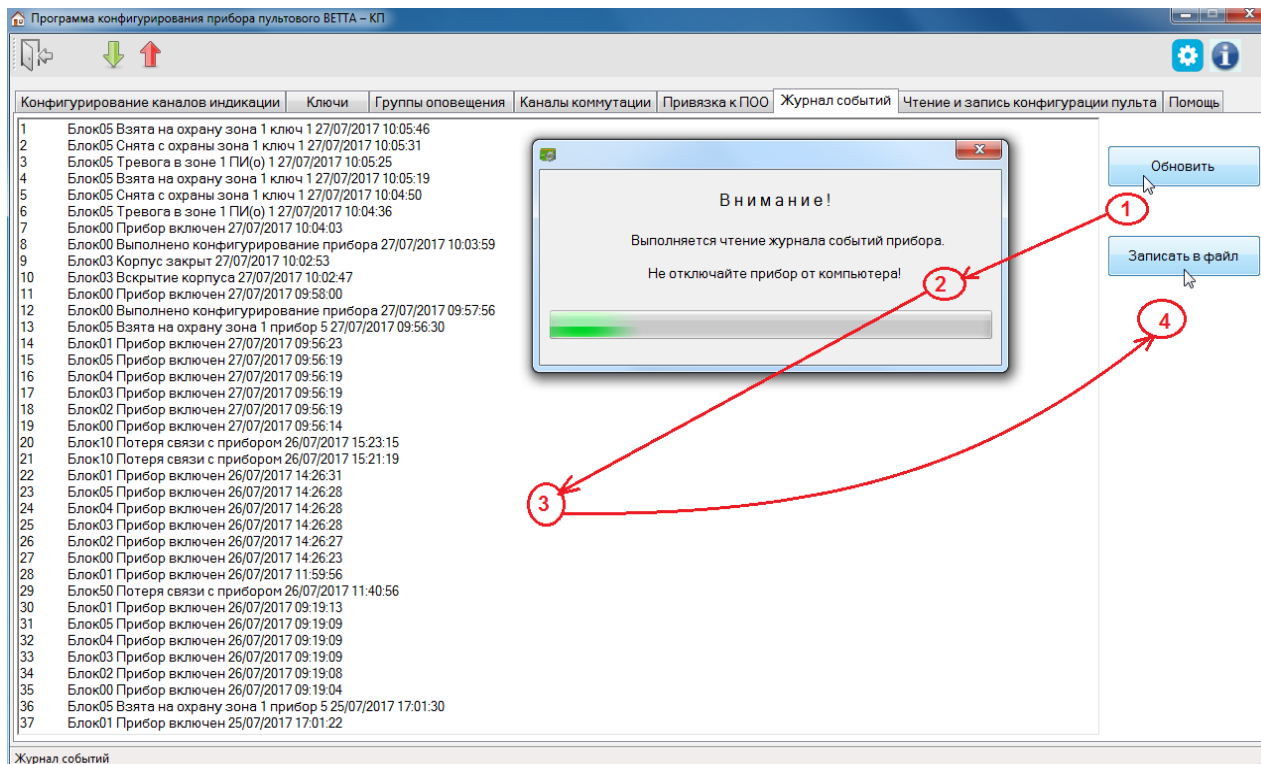 Программа конфигурирования прибора пультового ВЕТТА – КП
Конфигурирование каналов индикации Ключи Группы оповещения Каналы коммутации Привязка к ПОО Журнал событий Чтение и запись конфигурации пульта Помощь
1 Блок05 Взята на охрану зона 1 ключ 1 27/07/2017 10:05:46
2 Блок05 Снята с охраны зона 1 ключ 1 27/07/2017 10:05:31
3 Блок05 Тревога в зоне 1 ПИ(о) 1 27/07/2017 10:05:25
4 Блок05 Взята на охрану зона 1 ключ 1 27/07/2017 10:05:19
5 Блок05 Снята с охраны зона 1 ключ 1 27/07/2017 10:04:50
6 Блок05 Тревога в зоне 1 ПИ(о) 1 27/07/2017 10:04:36
7 Блок00 Прибор включен 27/07/2017 10:04:03
8 Блок00 Выполнено конфигурирование прибора 27/07/2017 10:03:59
9 Блок03 Корпус закрыт 27/07/2017 10:02:53
10 Блок03 Вскрытие корпуса 27/07/2017 10:02:47
11 Блок00 Прибор включен 27/07/2017 09:58:00
12 Блок00 Выполнено конфигурирование прибора 27/07/2017 09:57:56
13 Блок05 Взята на охрану зона 1 прибор 5 27/07/2017 09:56:30
14 Блок01 Прибор включен 27/07/2017 09:56:23
15 Блок05 Прибор включен 27/07/2017 09:56:19
16 Блок04 Прибор включен 27/07/2017 09:56:19
17 Блок03 Прибор включен 27/07/2017 09:56:19
18 Блок02 Прибор включен 27/07/2017 09:56:19
19 Блок00 Прибор включен 27/07/2017 09:56:14
20 Блок10 Потеря связи с прибором 26/07/2017 15:23:15
21 Блок10 Потеря связи с прибором 26/07/2017 15:21:19
22 Блок01 Прибор включен 26/07/2017 14:26:31
23 Блок05 Прибор включен 26/07/2017 14:26:28
24 Блок04 Прибор включен 26/07/2017 14:26:28
25 Блок03 Прибор включен 26/07/2017 14:26:28
26 Блок02 Прибор включен 26/07/2017 14:26:27
27 Блок00 Прибор включен 26/07/2017 14:26:23
28 Блок01 Прибор включен 26/07/2017 11:59:56
29 Блок50 Потеря связи с прибором 26/07/2017 11:40:56
30 Блок01 Прибор включен 26/07/2017 09:19:13
31 Блок05 Прибор включен 26/07/2017 09:19:09
32 Блок04 Прибор включен 26/07/2017 09:19:09
33 Блок03 Прибор включен 26/07/2017 09:19:09
34 Блок02 Прибор включен 26/07/2017 09:19:08
35 Блок00 Прибор включен 26/07/2017 09:19:04
36 Блок05 Взята на охрану зона 1 прибор 5 25/07/2017 17:01:30
37 Блок01 Прибор включен 25/07/2017 17:01:22
Внимание!
Выполняется чтение журнала событий прибора.
Не отключайте прибор от компьютера!
Обновить
1
Записать в файл
2
4
3
Журнал событий